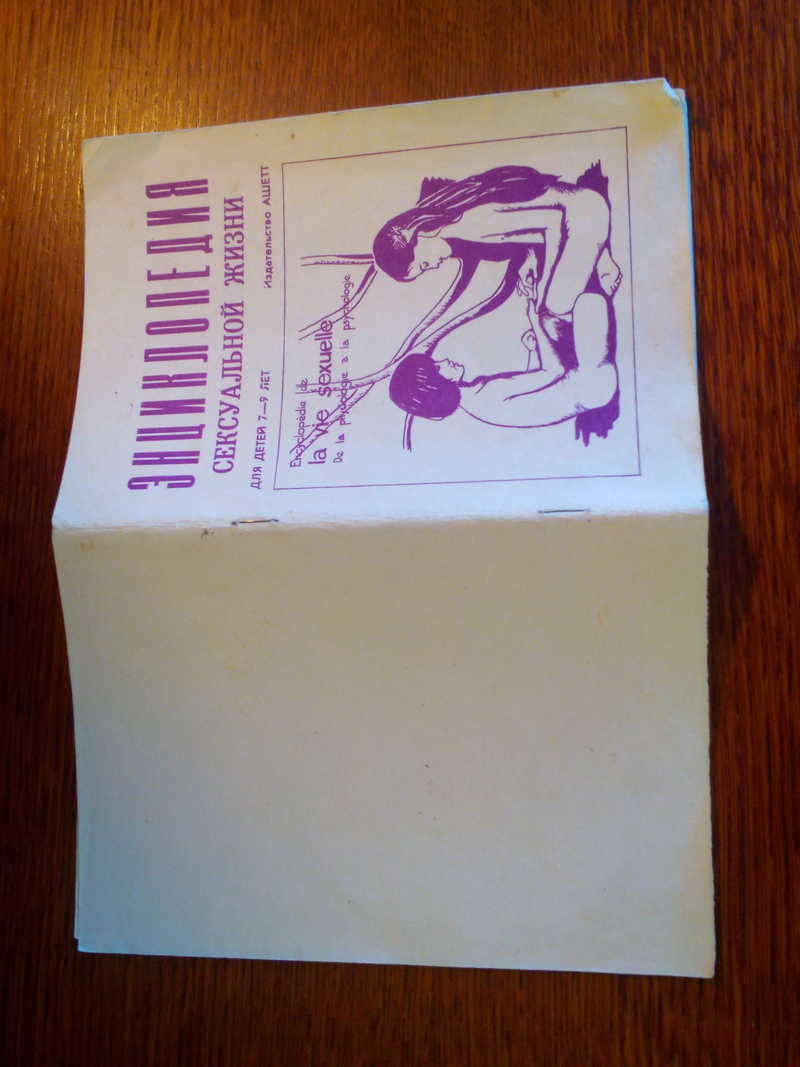 ЭНЦИКЛОПЕДИЯ
СЕКСУАЛЬНОЙ ЖИЗНИ
ДЛЯ ДЕТЕЙ 7—9 ЛЕТ
Издательство АШЕТТ
Encyclopédie de
la vie sexuelle
De la physiologie a la psychologie